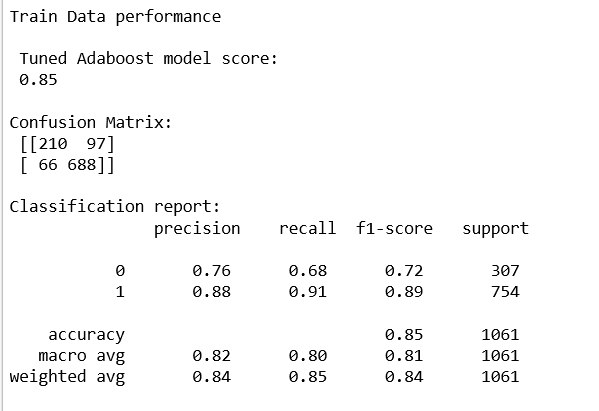 Train Data performance
Tuned Adaboost model score:
0.85
Confusion Matrix:
[[210  97]
[ 66 688]]
Classification report:
precision    recall  f1-score   support
0       0.76      0.68      0.72       307
1       0.88      0.91      0.89       754
accuracy                           0.85      1061
macro avg       0.82      0.80      0.81      1061
weighted avg       0.84      0.85      0.84      1061